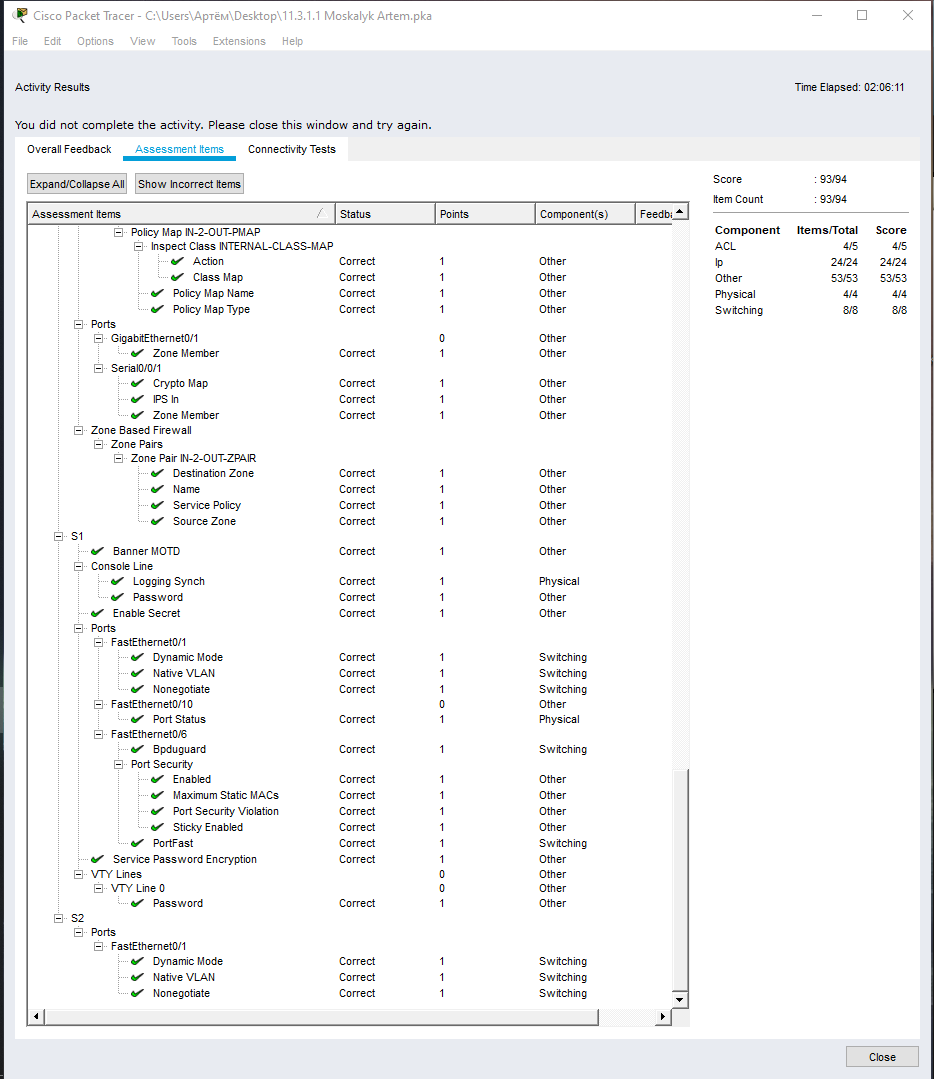 Cisco Packet Tracer - C:\Users\Артём\Desktop\11.3.1.1 Moskalyk Artem.pka
File Edit Options View Tools Extensions Help
Activity Results
Time Elapsed: 02:06:11
You did not complete the activity. Please close this window and try again.
Overall Feedback Assessment Items Connectivity Tests
Expand/Collapse All Show Incorrect Items
Assessment Items Status Points Component(s) Feedba
Policy Map IN-2-OUT-PMAP
Inspect Class INTERNAL-CLASS-MAP
Action Correct 1 Other
Class Map Correct 1 Other
Policy Map Name Correct 1 Other
Policy Map Type Correct 1 Other
Ports
GigabitEthernet0/1 0 Other
Zone Member Correct 1 Other
Serial0/0/1
Crypto Map Correct 1 Other
IPS In Correct 1 Other
Zone Member Correct 1 Other
Zone Based Firewall
Zone Pairs
Zone Pair IN-2-OUT-ZPAIR
Destination Zone Correct 1 Other
Name Correct 1 Other
Service Policy Correct 1 Other
Source Zone Correct 1 Other
S1
Banner MOTD Correct 1 Other
Console Line
Logging Synch Correct 1 Physical
Password Correct 1 Other
Enable Secret Correct 1 Other
Ports
FastEthernet0/1
Dynamic Mode Correct 1 Switching
Native VLAN Correct 1 Switching
Nonegotiate Correct 1 Switching
FastEthernet0/10 0 Other
Port Status Correct 1 Physical
FastEthernet0/6
Bpduguard Correct 1 Switching
Port Security
Enabled Correct 1 Other
Maximum Static MACs Correct 1 Other
Port Security Violation Correct 1 Other
Sticky Enabled Correct 1 Other
PortFast Correct 1 Switching
Service Password Encryption Correct 1 Other
VTY Lines 0 Other
VTY Line 0 0 Other
Password Correct 1 Other
S2
Ports
FastEthernet0/1
Dynamic Mode Correct 1 Switching
Native VLAN Correct 1 Switching
Nonegotiate Correct 1 Switching
Score : 93/94
Item Count : 93/94
Component Items/Total Score
ACL 4/5 4/5
Ip 24/24 24/24
Other 53/53 53/53
Physical 4/4 4/4
Switching 8/8 8/8
Close